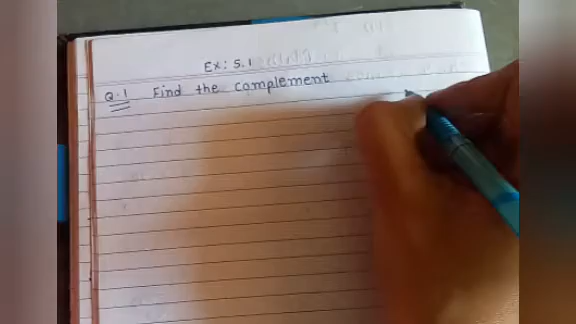 Ex: 5.1
Q.1 Find the complement